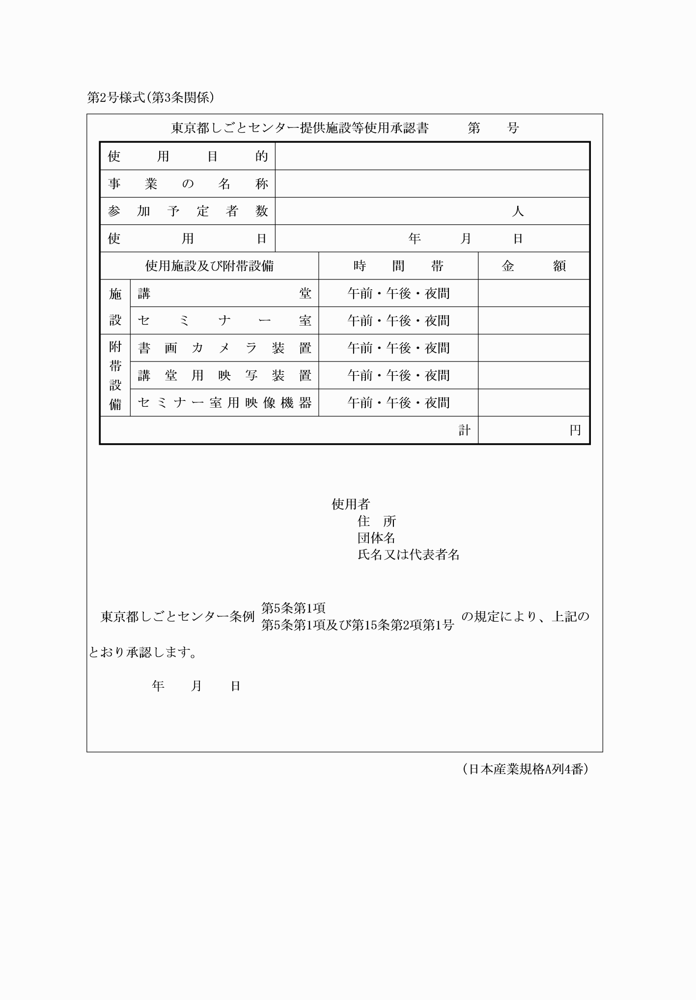 第2号様式(第3条関係)
東京都しごとセンター提供施設等使用承認書　　　第　　号
使用目的
事業の名称
参加予定者数　人
使用日　年　月　日
使用施設及び附帯設備　時間帯　金額
施設
講堂　午前・午後・夜間
セミナー室　午前・午後・夜間
附帯設備
書画カメラ装置　午前・午後・夜間
講堂用映写装置　午前・午後・夜間
セミナー室用映像機器　午前・午後・夜間
計　円
使用者
住　所
団体名
氏名又は代表者名
東京都しごとセンター条例
第5条第1項
第5条第1項及び第15条第2項第1号
の規定により、上記の
とおり承認します。
年　　月　　日
(日本産業規格A列4番)